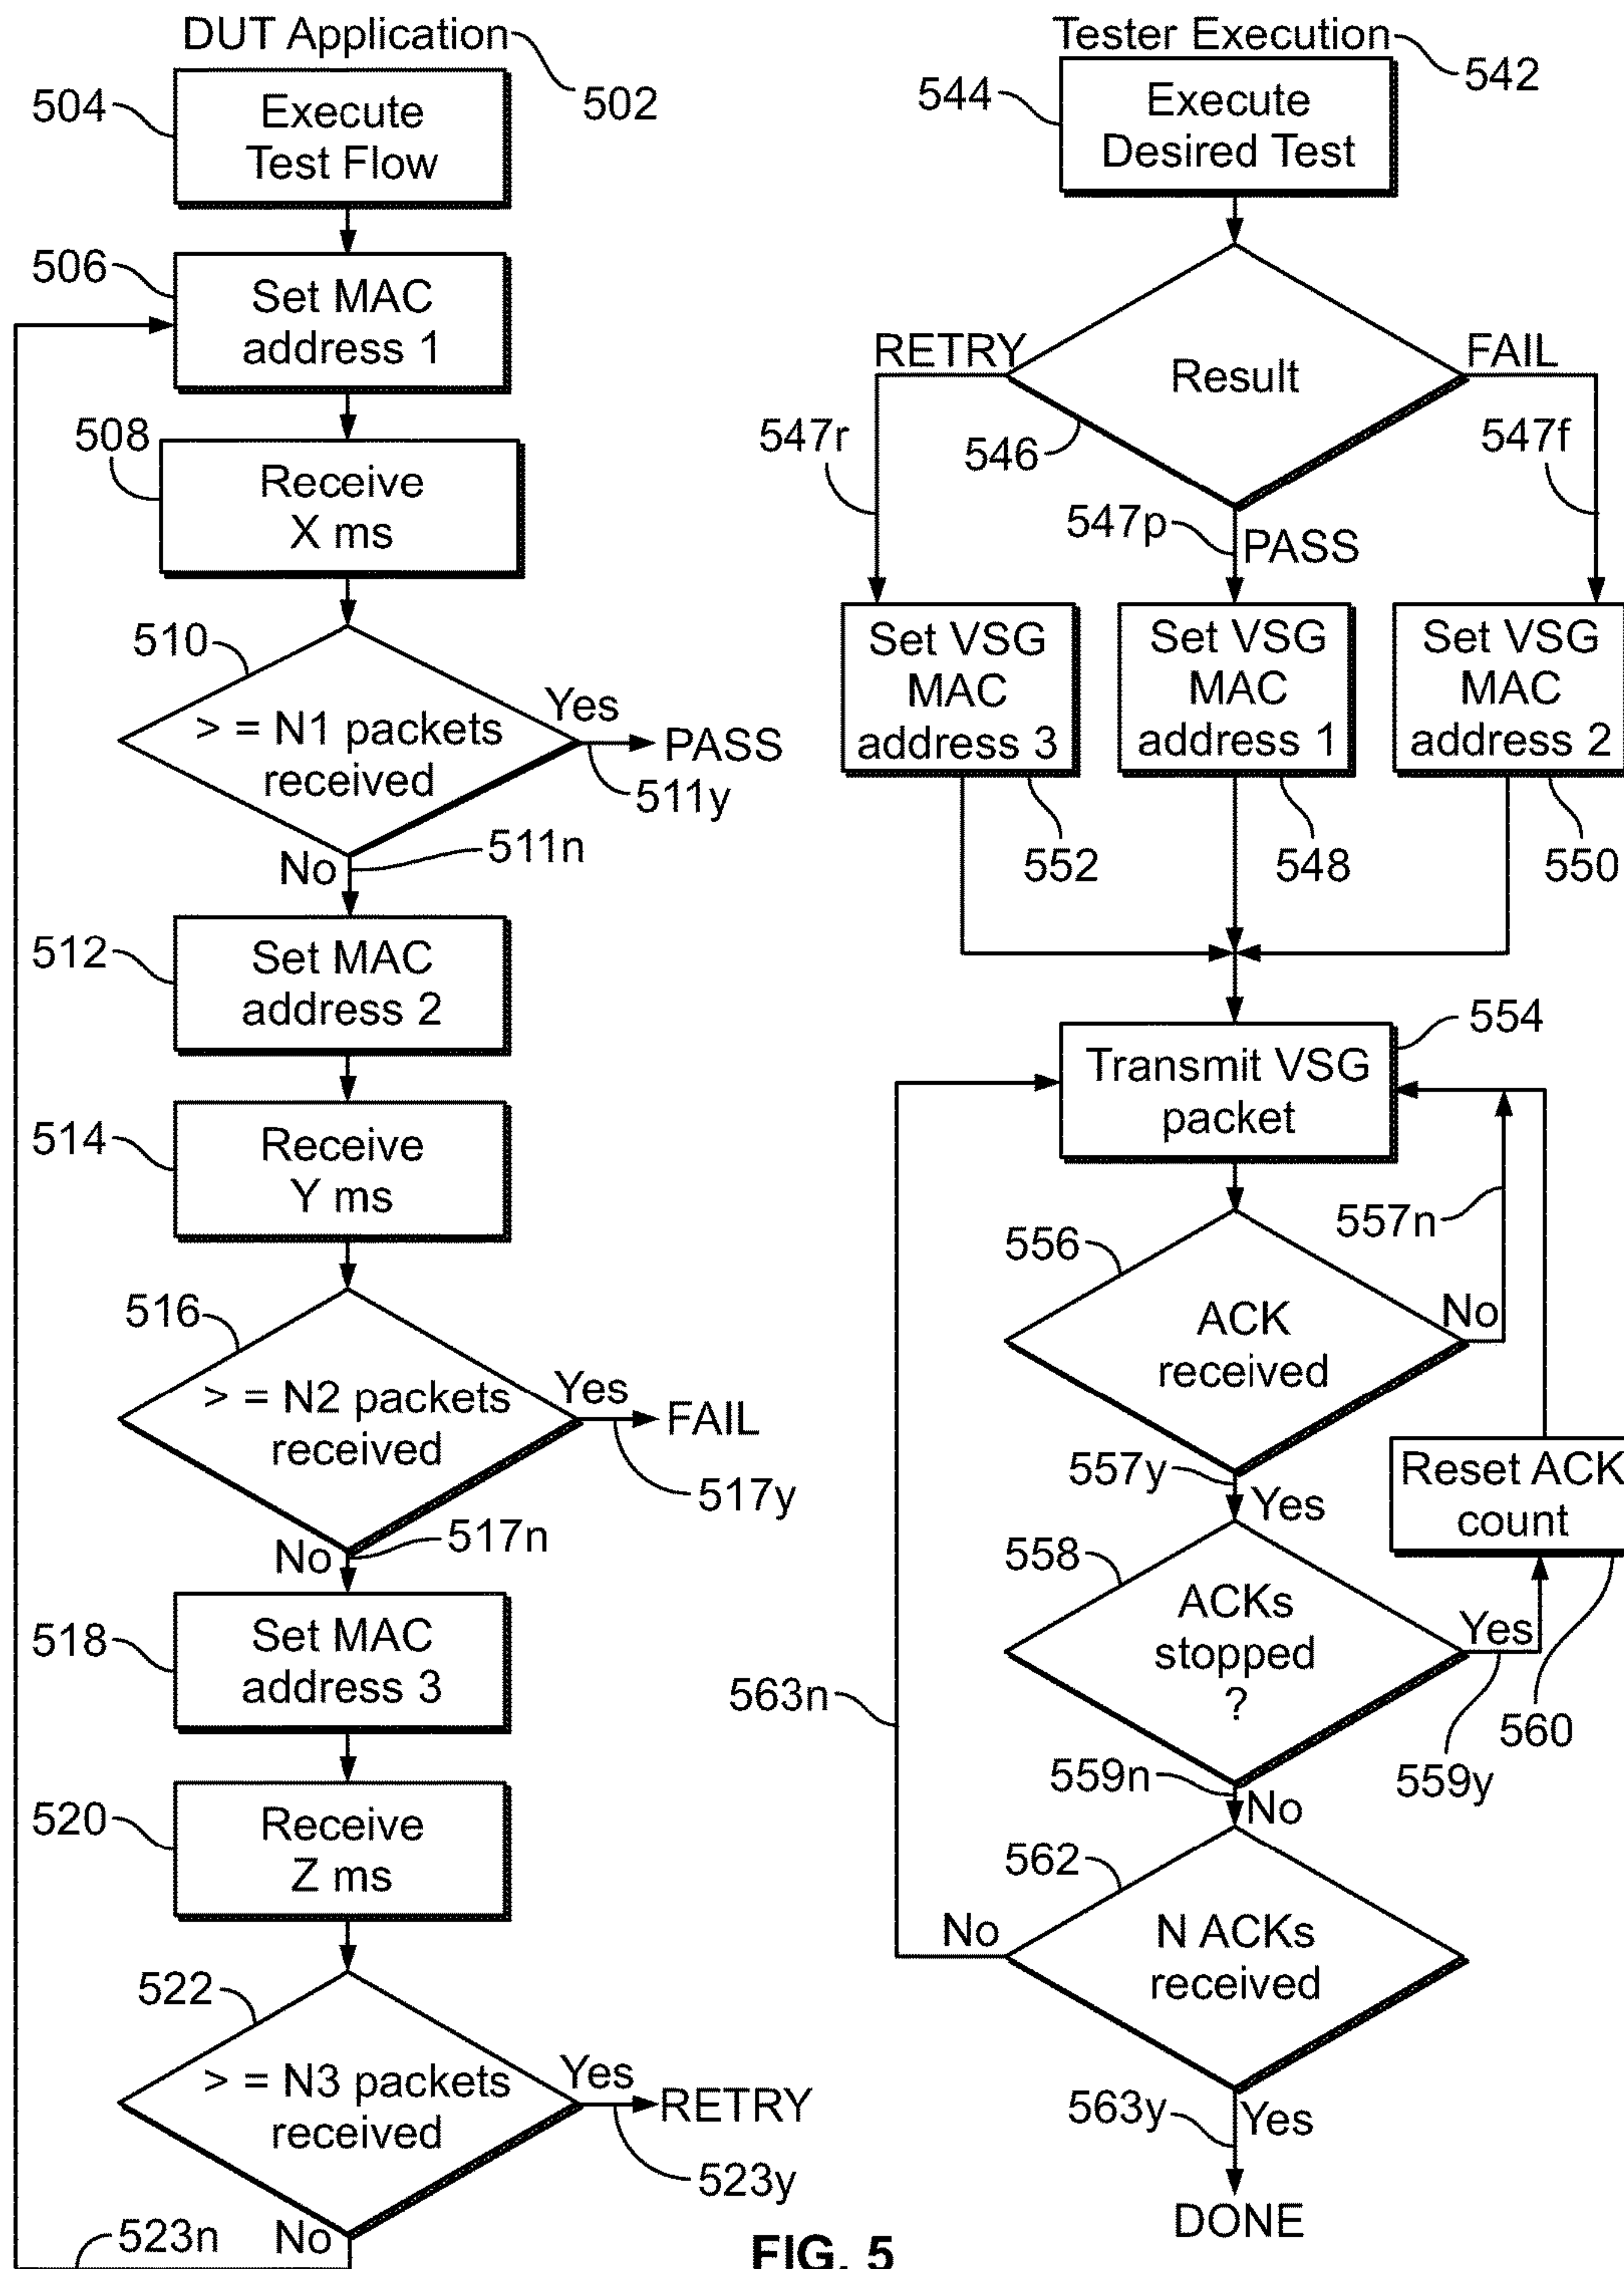 DUT Application
502
504
Execute
Test Flow
506
Set MAC
address 1
508
Receive
X ms
510
> = N1 packets
received
Yes
PASS
511y
No
511n
512
Set MAC
address 2
514
Receive
Y ms
516
> = N2 packets
received
Yes
FAIL
517y
No
517n
518
Set MAC
address 3
520
Receive
Z ms
522
> = N3 packets
received
Yes
RETRY
523y
No
523n
Tester Execution
542
544
Execute
Desired Test
RETRY
Result
FAIL
547r
546
547f
547p
PASS
Set VSG
MAC
address 3
552
Set VSG
MAC
address 1
548
Set VSG
MAC
address 2
550
554
Transmit VSG
packet
557n
556
ACK
received
No
557y
Yes
Reset ACK
count
558
ACKs
stopped
?
Yes
560
559y
563n
559n
No
562
N ACKs
received
No
563y
Yes
DONE
FIG. 5